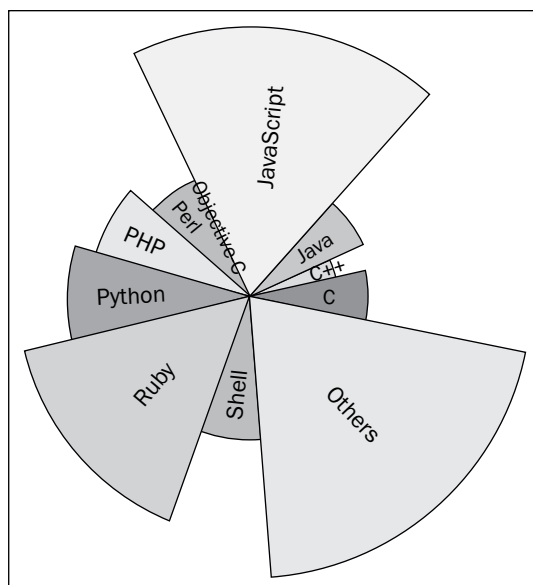 JavaScript
Objective C
Perl
Java
PHP
C++
Python
C
Ruby
Shell
Others